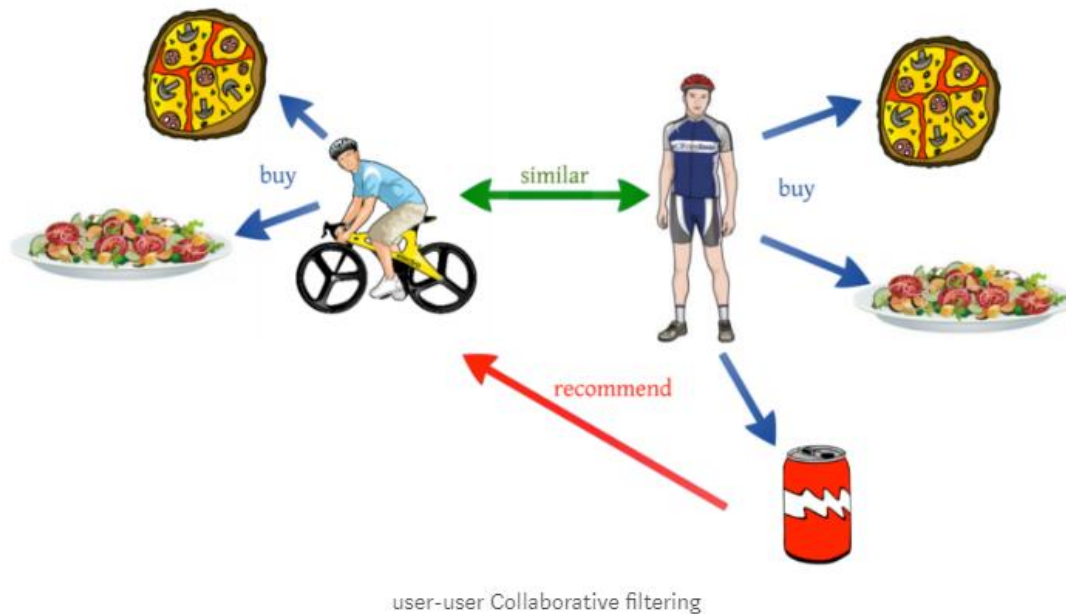 buy
similar
buy
recommend
user-user Collaborative filtering